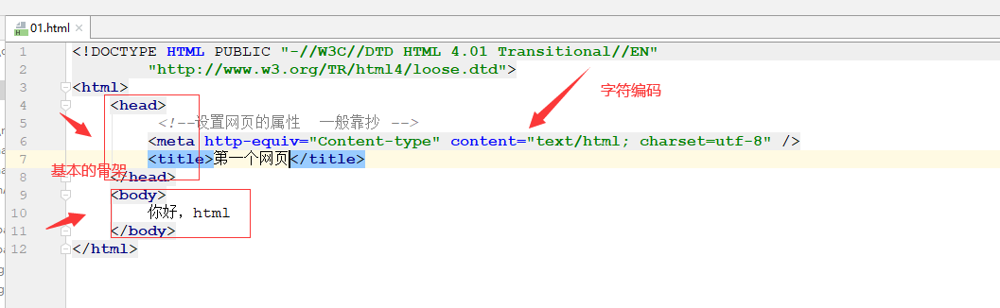 01.html
1 <!DOCTYPE HTML PUBLIC "-//W3C//DTD HTML 4.01 Transitional//EN"
2 "http://www.w3.org/TR/html4/loose.dtd">
字符编码
3 <html>
4 <head>
5 <!--设置网页的属性 一般靠抄 -->
6 <meta http-equiv="Content-type" content="text/html; charset=utf-8" />
7 <title>第一个网页</title>
基本的骨架
8 </head>
9 <body>
10 你好，html
11 </body>
12 </html>